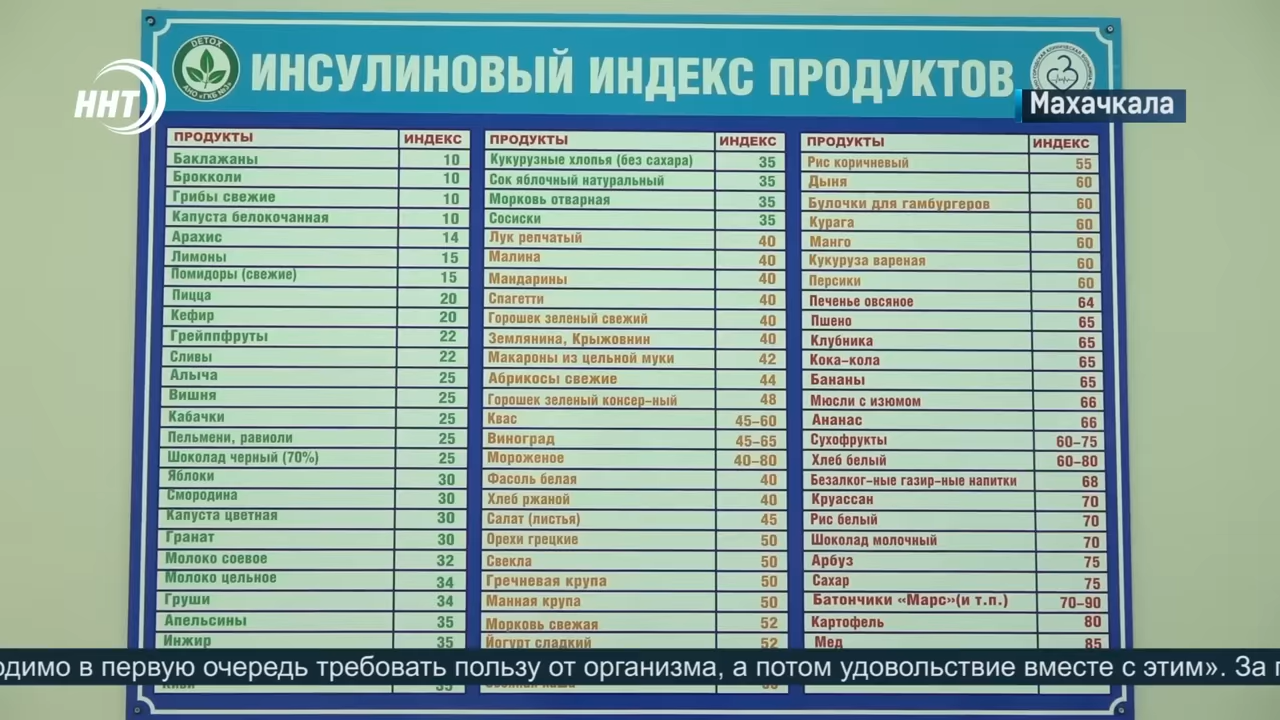 DETOX
АНО «ГКБ №3»
ИНСУЛИНОВЫЙ ИНДЕКС ПРОДУКТОВ
3
ННТ
Махачкала
ПРОДУКТЫ ИНДЕКС
Баклажаны 10
Брокколи 10
Грибы свежие 10
Капуста белокочанная 10
Арахис 14
Лимоны 15
Помидоры (свежие) 15
Пицца 20
Кефир 20
Грейппфруты 22
Сливы 22
Алыча 25
Вишня 25
Кабачки 25
Пельмени, равиоли 25
Шоколад черный (70%) 25
Яблоки 30
Смородина 30
Капуста цветная 30
Гранат 30
Молоко соевое 32
Молоко цельное 34
Груши 34
Апельсины 35
Инжир 35
ПРОДУКТЫ ИНДЕКС
Кукурузные хлопья (без сахара) 35
Сок яблочный натуральный 35
Морковь отварная 35
Сосиски 35
Лук репчатый 40
Малина 40
Мандарины 40
Спагетти 40
Горошек зеленый свежий 40
Землянина, Крыжовнин 40
Макароны из цельной муки 42
Абрикосы свежие 44
Горошек зеленый консер-ный 48
Квас 45-60
Виноград 45-65
Мороженое 40-80
Фасоль белая 40
Хлеб ржаной 40
Салат (листья) 45
Орехи грецкие 50
Свекла 50
Гречневая крупа 50
Манная крупа 50
Морковь свежая 52
Йогурт сладкий 52
ПРОДУКТЫ ИНДЕКС
Рис коричневый 55
Дыня 60
Булочки для гамбургеров 60
Курага 60
Манго 60
Кукуруза вареная 60
Персики 60
Печенье овсяное 64
Пшено 65
Клубника 65
Кока-кола 65
Бананы 65
Мюсли с изюмом 66
Ананас 66
Сухофрукты 60-75
Хлеб белый 60-80
Безалког-ные газир-ные напитки 68
Круассан 70
Рис белый 70
Шоколад молочный 70
Арбуз 75
Сахар 75
Батончики «Марс»(и т.п.) 70-90
Картофель 80
Мед 85
одимо в первую очередь требовать пользу от организма, а потом удовольствие вместе с этим». За